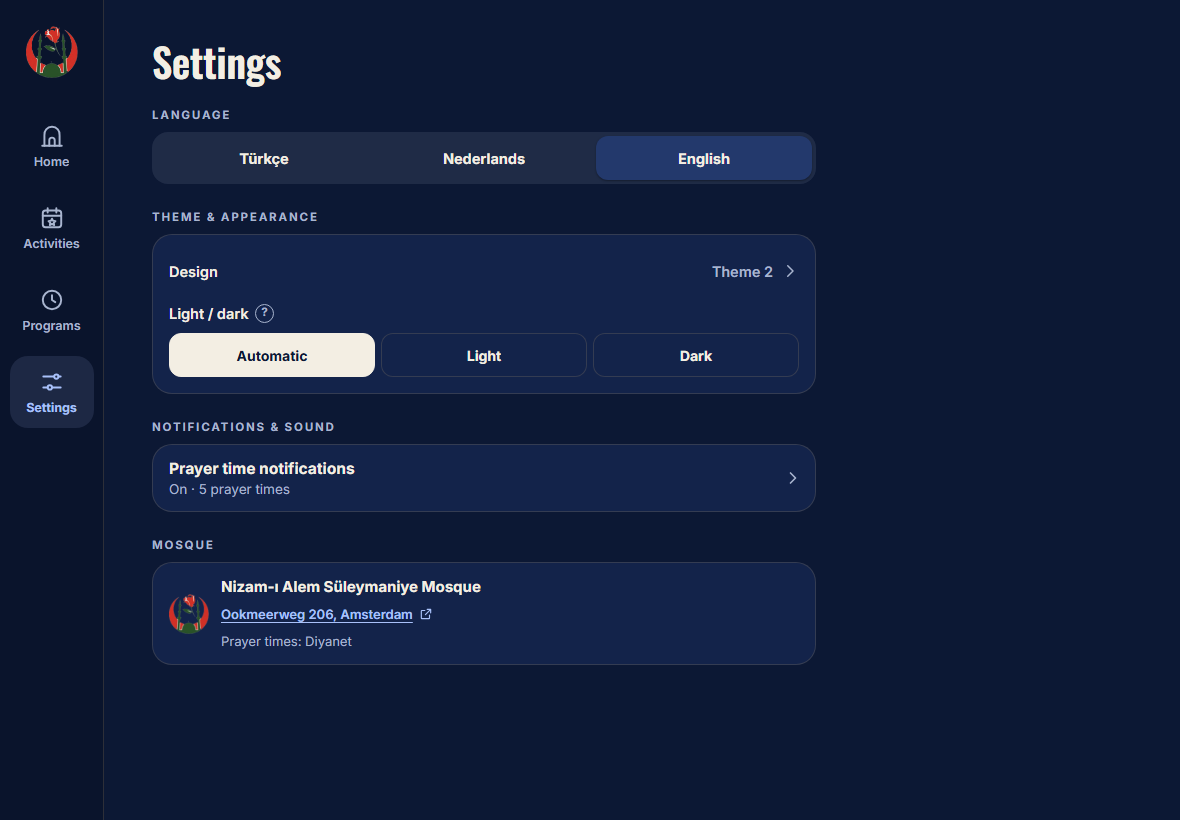 Settings
LANGUAGE
Türkçe
Nederlands
English
THEME & APPEARANCE
Design
Theme 2
Light / dark ?
Automatic
Light
Dark
NOTIFICATIONS & SOUND
Prayer time notifications
On · 5 prayer times
MOSQUE
Nizam-ı Alem Süleymaniye Mosque
Ookmeerweg 206, Amsterdam
Prayer times: Diyanet
Home
Activities
Programs
Settings